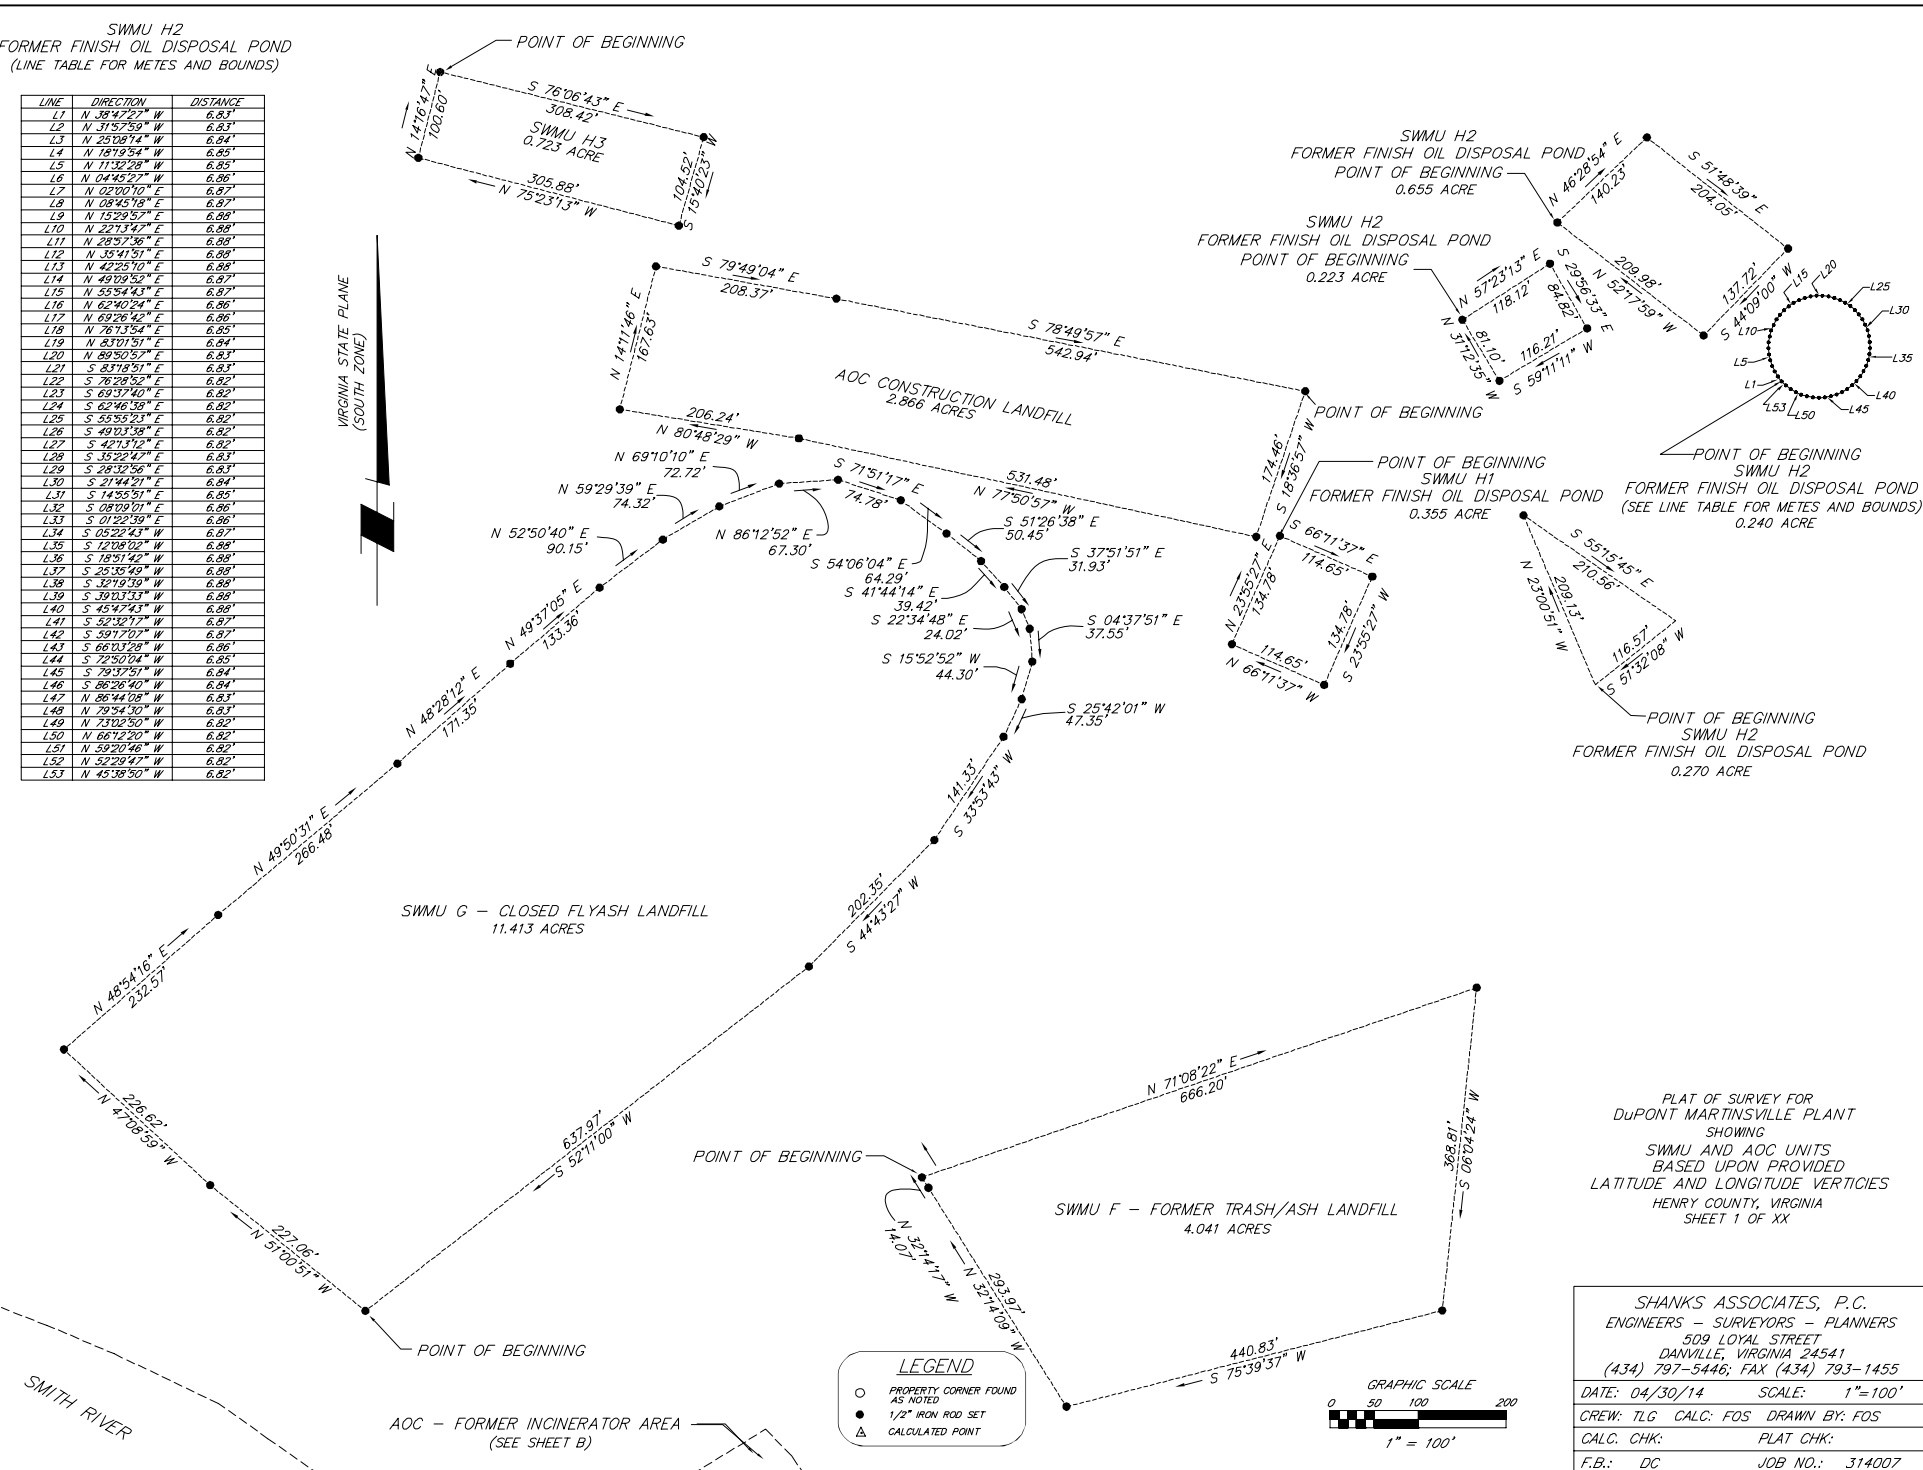 SWMU H2
FORMER FINISH OIL DISPOSAL POND
(LINE TABLE FOR METES AND BOUNDS)
LINE DIRECTION DISTANCE
L1 N 38°47'27" W 6.83'
L2 N 31°57'59" W 6.83'
L3 N 25°08'14" W 6.84'
L4 N 18°19'54" W 6.85'
L5 N 11°32'28" W 6.85'
L6 N 04°45'27" W 6.86'
L7 N 02°00'10" E 6.87'
L8 N 08°45'18" E 6.87'
L9 N 15°29'57" E 6.88'
L10 N 22°13'47" E 6.88'
L11 N 28°57'36" E 6.88'
L12 N 35°41'51" E 6.88'
L13 N 42°25'10" E 6.88'
L14 N 49°09'52" E 6.87'
L15 N 55°54'43" E 6.87'
L16 N 62°40'24" E 6.86'
L17 N 69°26'42" E 6.86'
L18 N 76°13'54" E 6.85'
L19 N 83°01'51" E 6.84'
L20 N 89°50'57" E 6.83'
L21 S 83°18'51" E 6.83'
L22 S 76°28'52" E 6.82'
L23 S 69°37'40" E 6.82'
L24 S 62°46'38" E 6.82'
L25 S 55°55'23" E 6.82'
L26 S 49°03'38" E 6.82'
L27 S 42°13'12" E 6.82'
L28 S 35°22'47" E 6.83'
L29 S 28°32'56" E 6.83'
L30 S 21°44'21" E 6.84'
L31 S 14°55'51" E 6.85'
L32 S 08°09'01" E 6.86'
L33 S 01°22'39" E 6.86'
L34 S 05°22'43" W 6.87'
L35 S 12°08'02" W 6.88'
L36 S 18°51'42" W 6.88'
L37 S 25°35'49" W 6.88'
L38 S 32°19'39" W 6.88'
L39 S 39°03'33" W 6.88'
L40 S 45°47'43" W 6.88'
L41 S 52°32'17" W 6.87'
L42 S 59°17'07" W 6.87'
L43 S 66°03'28" W 6.86'
L44 S 72°50'04" W 6.85'
L45 S 79°37'51" W 6.84'
L46 S 86°26'40" W 6.84'
L47 N 86°44'08" W 6.83'
L48 N 79°54'30" W 6.83'
L49 N 73°02'50" W 6.82'
L50 N 66°12'20" W 6.82'
L51 N 59°20'46" W 6.82'
L52 N 52°29'47" W 6.82'
L53 N 45°38'50" W 6.82'
POINT OF BEGINNING
N 14°16'47" E
100.60'
S 76°06'43" E
308.42'
SWMU H3
0.723 ACRE
104.52'
S 15°40'23" W
305.88'
N 75°23'13" W
VIRGINIA STATE PLANE
(SOUTH ZONE)
N 14°11'46" E
167.63'
S 79°49'04" E
208.37'
S 78°49'57" E
542.94'
AOC CONSTRUCTION LANDFILL
2.866 ACRES
POINT OF BEGINNING
174.46'
S 18°36'57" W
206.24'
N 80°48'29" W
531.48'
N 77°50'57" W
SWMU H2
FORMER FINISH OIL DISPOSAL POND
POINT OF BEGINNING
0.655 ACRE
N 46°28'54" E
140.23'
S 51°48'39" E
204.05'
209.98'
N 52°17'59" W
137.72'
S 44°09'00" W
SWMU H2
FORMER FINISH OIL DISPOSAL POND
POINT OF BEGINNING
0.223 ACRE
N 57°23'13" E
118.12'
S 29°56'33" E
84.82'
N 31°12'35" W
81.10'
116.21'
S 59°11'11" W
L15
L20
L25
L30
L10
L5
L35
L1
L40
L53
L50
L45
POINT OF BEGINNING
SWMU H2
FORMER FINISH OIL DISPOSAL POND
(SEE LINE TABLE FOR METES AND BOUNDS)
0.240 ACRE
POINT OF BEGINNING
SWMU H1
FORMER FINISH OIL DISPOSAL POND
0.355 ACRE
S 66°11'37" E
114.65'
N 23°55'27" E
134.78'
134.78'
S 23°55'27" W
114.65'
N 66°11'37" W
S 55°15'45" E
210.56'
209.13'
N 23°00'51" W
116.57'
S 51°32'08" W
POINT OF BEGINNING
SWMU H2
FORMER FINISH OIL DISPOSAL POND
0.270 ACRE
N 69°10'10" E
72.72'
N 59°29'39" E
74.32'
N 52°50'40" E
90.15'
N 86°12'52" E
67.30'
S 71°51'17" E
74.78'
S 54°06'04" E
64.29'
S 51°26'38" E
50.45'
S 41°44'14" E
39.42'
S 37°51'51" E
31.93'
S 22°34'48" E
24.02'
S 04°37'51" E
37.55'
S 15°52'52" W
44.30'
S 25°42'01" W
47.35'
N 49°37'05" E
133.36'
N 48°28'12" E
171.35'
141.33'
S 33°53'43" W
N 49°50'31" E
266.48'
202.35'
S 44°43'27" W
SWMU G – CLOSED FLYASH LANDFILL
11.413 ACRES
N 48°54'16" E
232.57'
226.62'
N 47°08'59" W
637.97'
S 52°11'00" W
227.06'
N 51°00'51" W
POINT OF BEGINNING
SMITH RIVER
AOC – FORMER INCINERATOR AREA
(SEE SHEET B)
N 71°08'22" E
666.20'
POINT OF BEGINNING
368.81'
S 06°04'24" W
SWMU F – FORMER TRASH/ASH LANDFILL
4.041 ACRES
N 32°14'17" W
14.07'
293.97'
N 32°14'09" W
440.83'
S 75°39'37" W
LEGEND
PROPERTY CORNER FOUND
AS NOTED
1/2" IRON ROD SET
CALCULATED POINT
GRAPHIC SCALE
0 50 100 200
1" = 100'
PLAT OF SURVEY FOR
DuPONT MARTINSVILLE PLANT
SHOWING
SWMU AND AOC UNITS
BASED UPON PROVIDED
LATITUDE AND LONGITUDE VERTICIES
HENRY COUNTY, VIRGINIA
SHEET 1 OF XX
SHANKS ASSOCIATES, P.C.
ENGINEERS – SURVEYORS – PLANNERS
509 LOYAL STREET
DANVILLE, VIRGINIA 24541
(434) 797-5446; FAX (434) 793-1455
DATE: 04/30/14 SCALE: 1"=100'
CREW: TLG CALC: FOS DRAWN BY: FOS
CALC. CHK: PLAT CHK:
F.B.: DC JOB NO.: 314007